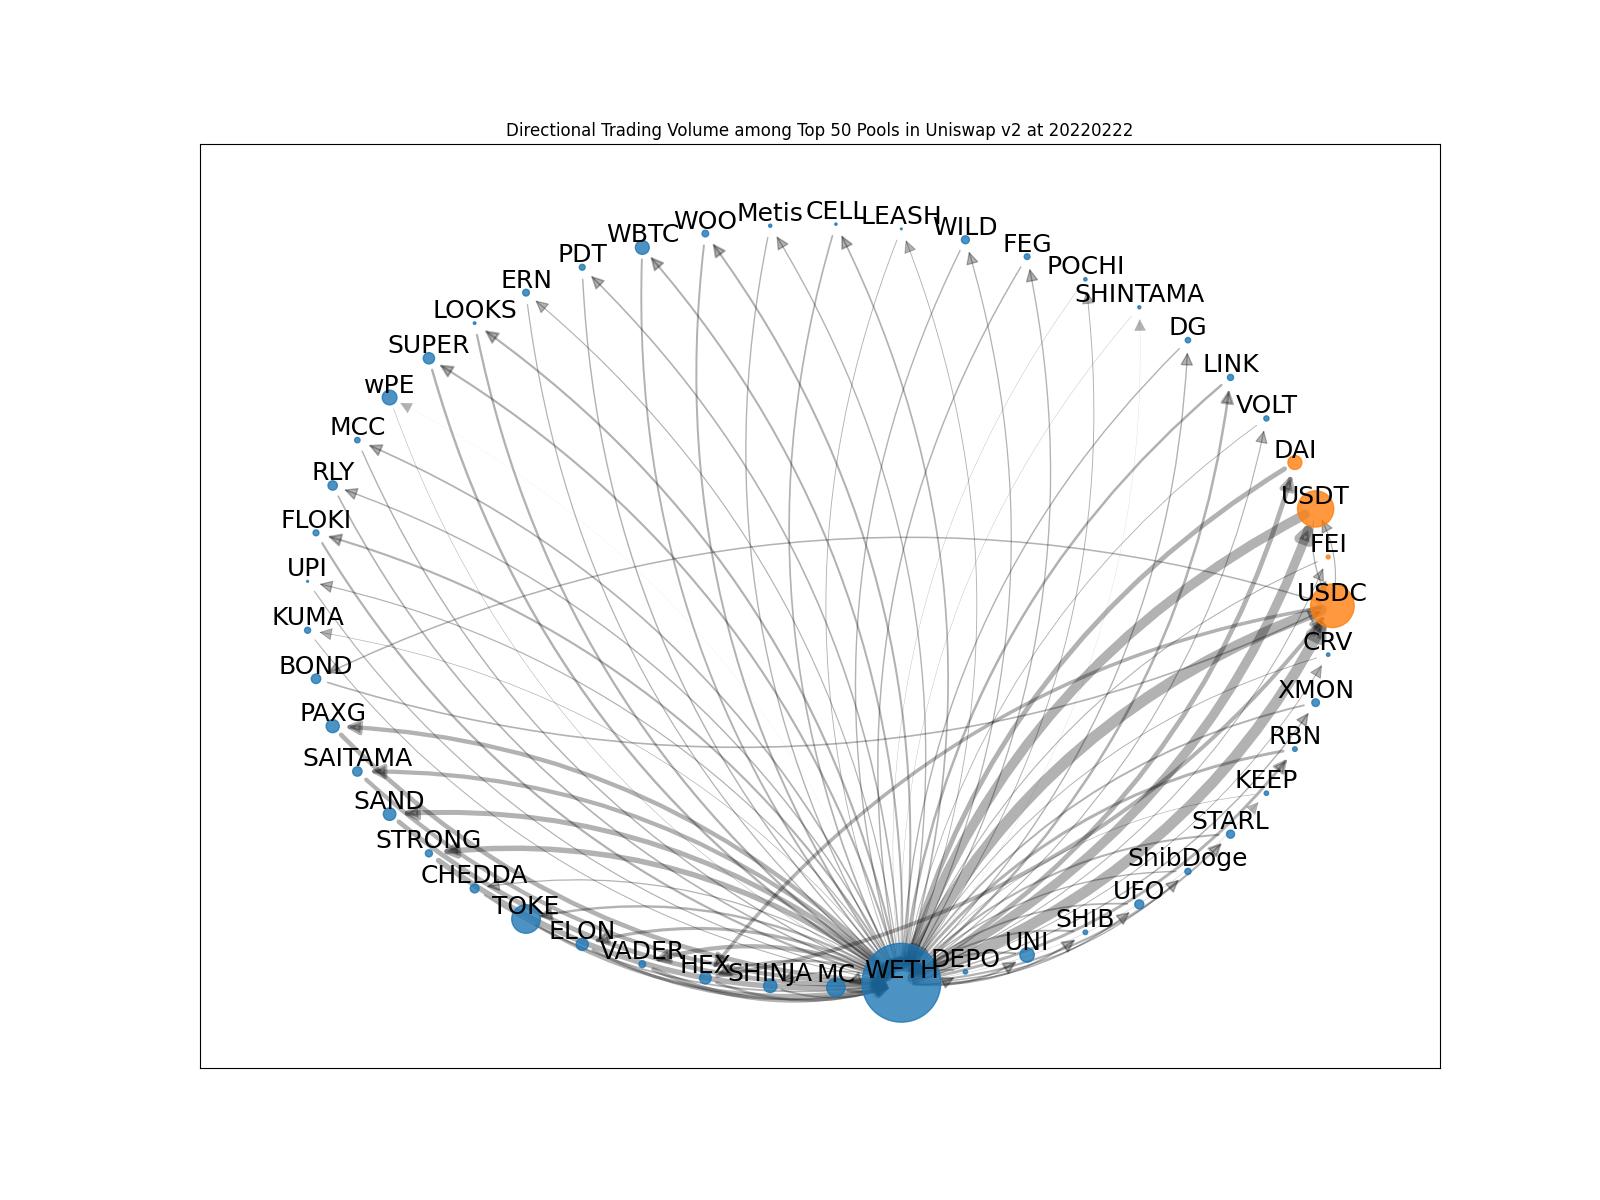 Directional Trading Volume among Top 50 Pools in Uniswap v2 at 20220222
CELL
Metis
LEASH
WOO
WILD
WBTC
FEG
PDT
POCHI
ERN
SHINTAMA
LOOKS
DG
SUPER
LINK
wPE
VOLT
MCC
DAI
RLY
USDT
FLOKI
FEI
UPI
USDC
KUMA
CRV
BOND
XMON
PAXG
RBN
SAITAMA
KEEP
SAND
STARL
STRONG
ShibDoge
CHEDDA
UFO
TOKE
SHIB
ELON
UNI
VADER
DEPO
HEX
WETH
SHINJA
MC